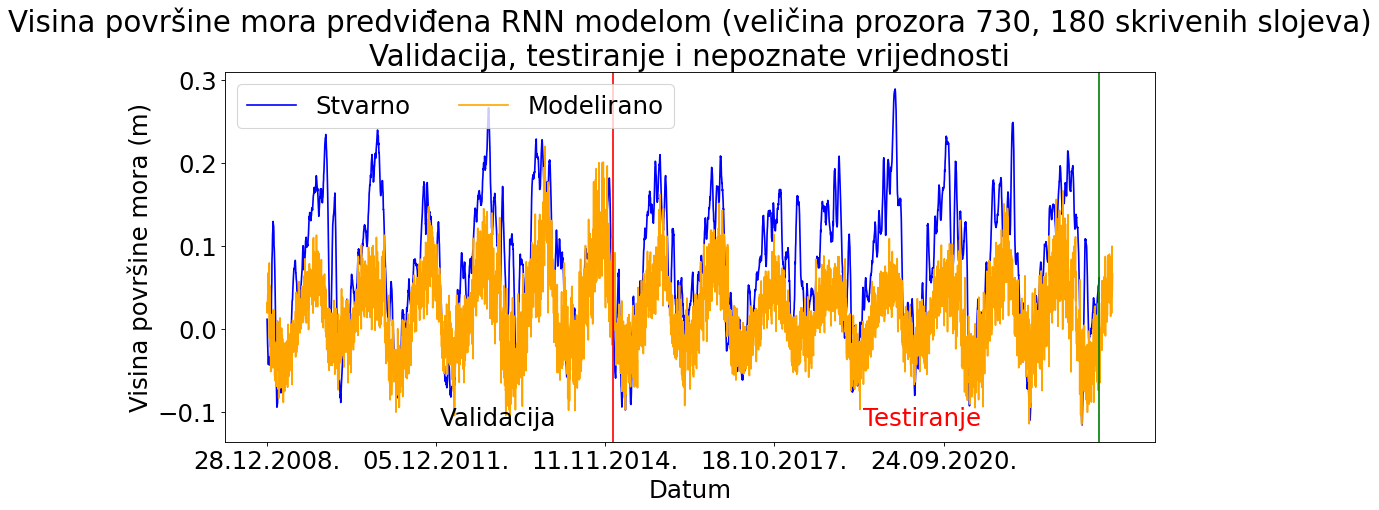 Visina površine mora predviđena RNN modelom (veličina prozora 730, 180 skrivenih slojeva)
Validacija, testiranje i nepoznate vrijednosti
Stvarno
Modelirano
Visina površine mora (m)
0.3
0.2
0.1
0.0
−0.1
Validacija
Testiranje
28.12.2008.
05.12.2011.
11.11.2014.
18.10.2017.
24.09.2020.
Datum